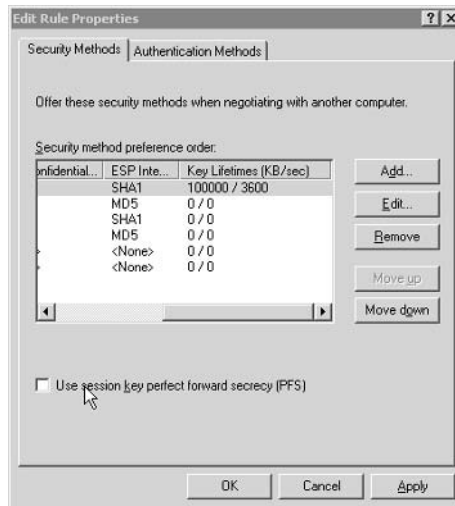 Edit Rule Properties
Security Methods Authentication Methods
Offer these security methods when negotiating with another computer.
Security method preference order:
onfidential... ESP Inte... Key Lifetimes (KB/sec)
SHA1 100000 / 3600
MD5 0 / 0
SHA1 0 / 0
MD5 0 / 0
<None> 0 / 0
<None> 0 / 0
Add...
Edit...
Remove
Move up
Move down
Use session key perfect forward secrecy (PFS)
OK Cancel Apply